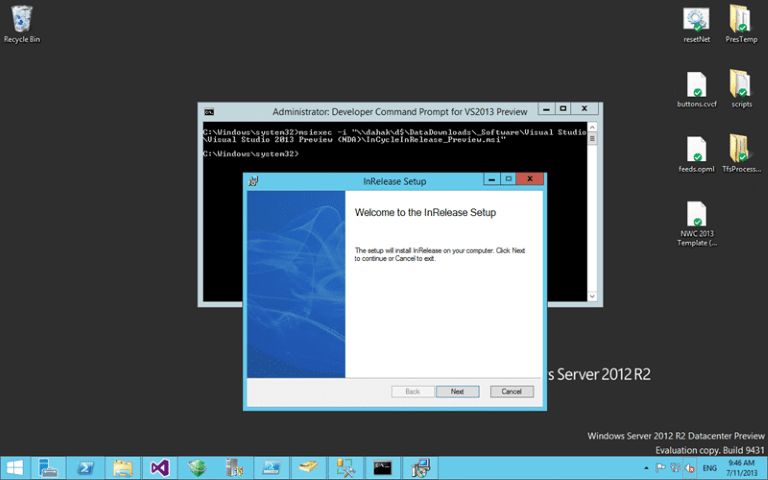 Recycle Bin
resetNet
PresTemp
buttons.cvcf
scripts
feeds.opml
TfsProcess...
NWC 2013
Template (...
Administrator: Developer Command Prompt for VS2013 Preview
C:\Windows\system32>msiexec -i "\\dahak\d$\DataDownloads\_Software\Visual Studio
\Visual Studio 2013 Preview (NDA)\InCycleInRelease_Preview.msi"
C:\Windows\system32>
InRelease Setup
Welcome to the InRelease Setup
The setup will install InRelease on your computer. Click Next
to continue or Cancel to exit.
Back
Next
Cancel
s Server 2012 R2
Windows Server 2012 R2 Datacenter Preview
Evaluation copy. Build 9431
ENG
9:46 AM
7/11/2013